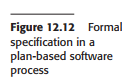 Figure 12.12 Formal
specification in a
plan-based software
process